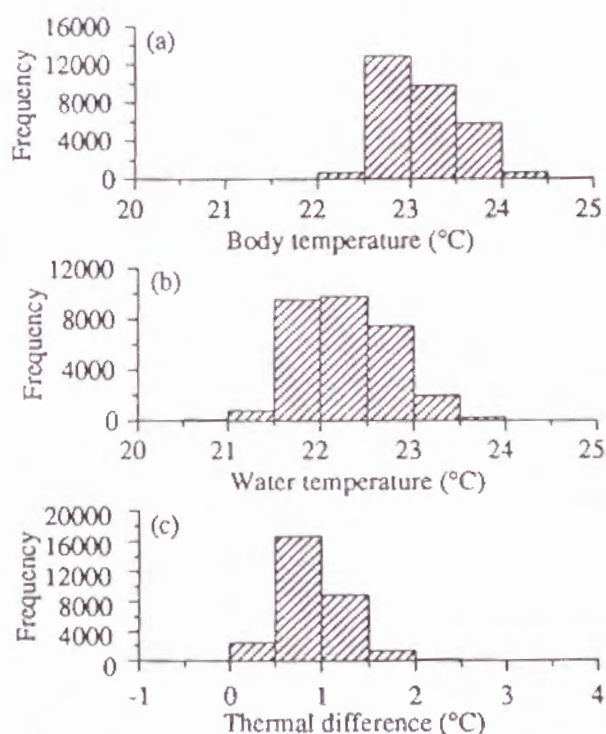 (a)
Frequency
16000
12000
8000
4000
0
20 21 22 23 24 25
Body temperature (°C)
(b)
Frequency
12000
8000
4000
0
20 21 22 23 24 25
Water temperature (°C)
(c)
Frequency
20000
16000
12000
8000
4000
0
-1 0 1 2 3 4
Thermal difference (°C)